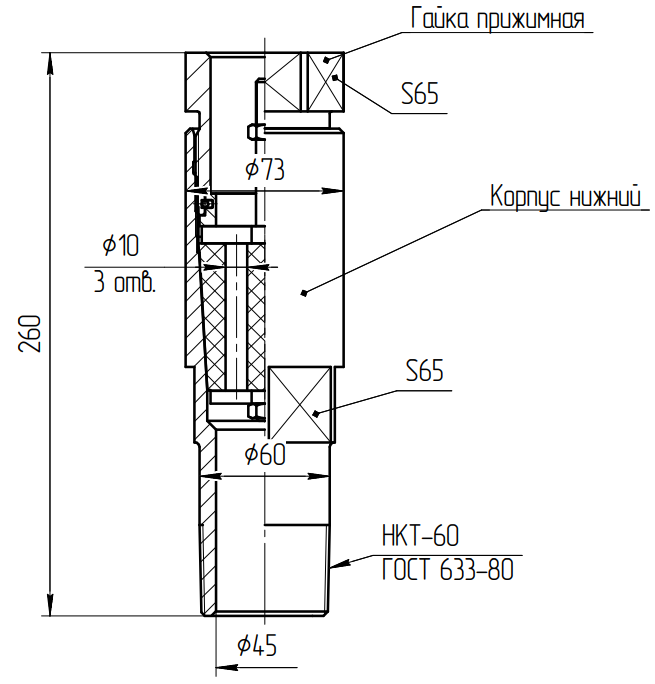 Гайка прижимная
S65
ϕ73
Корпус нижний
ϕ10
3 отв.
260
S65
ϕ60
НКТ-60
ГОСТ 633-80
ϕ45